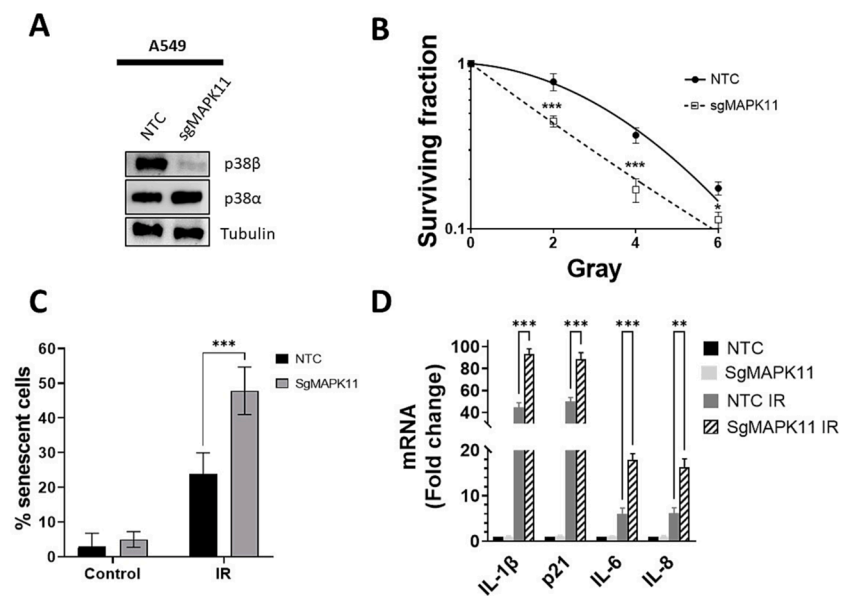 A
A549
NTC
sgMAPK11
p38β
p38α
Tubulin
B
Surviving fraction
1
0.1
0
2
4
6
Gray
***
***
*
NTC
sgMAPK11
C
% senescent cells
60
50
40
30
20
10
0
Control
IR
***
NTC
SgMAPK11
D
mRNA
(Fold change)
100
80
60
40
20
10
0
*** *** *** **
IL-1β
p21
IL-6
IL-8
NTC
SgMAPK11
NTC IR
SgMAPK11 IR